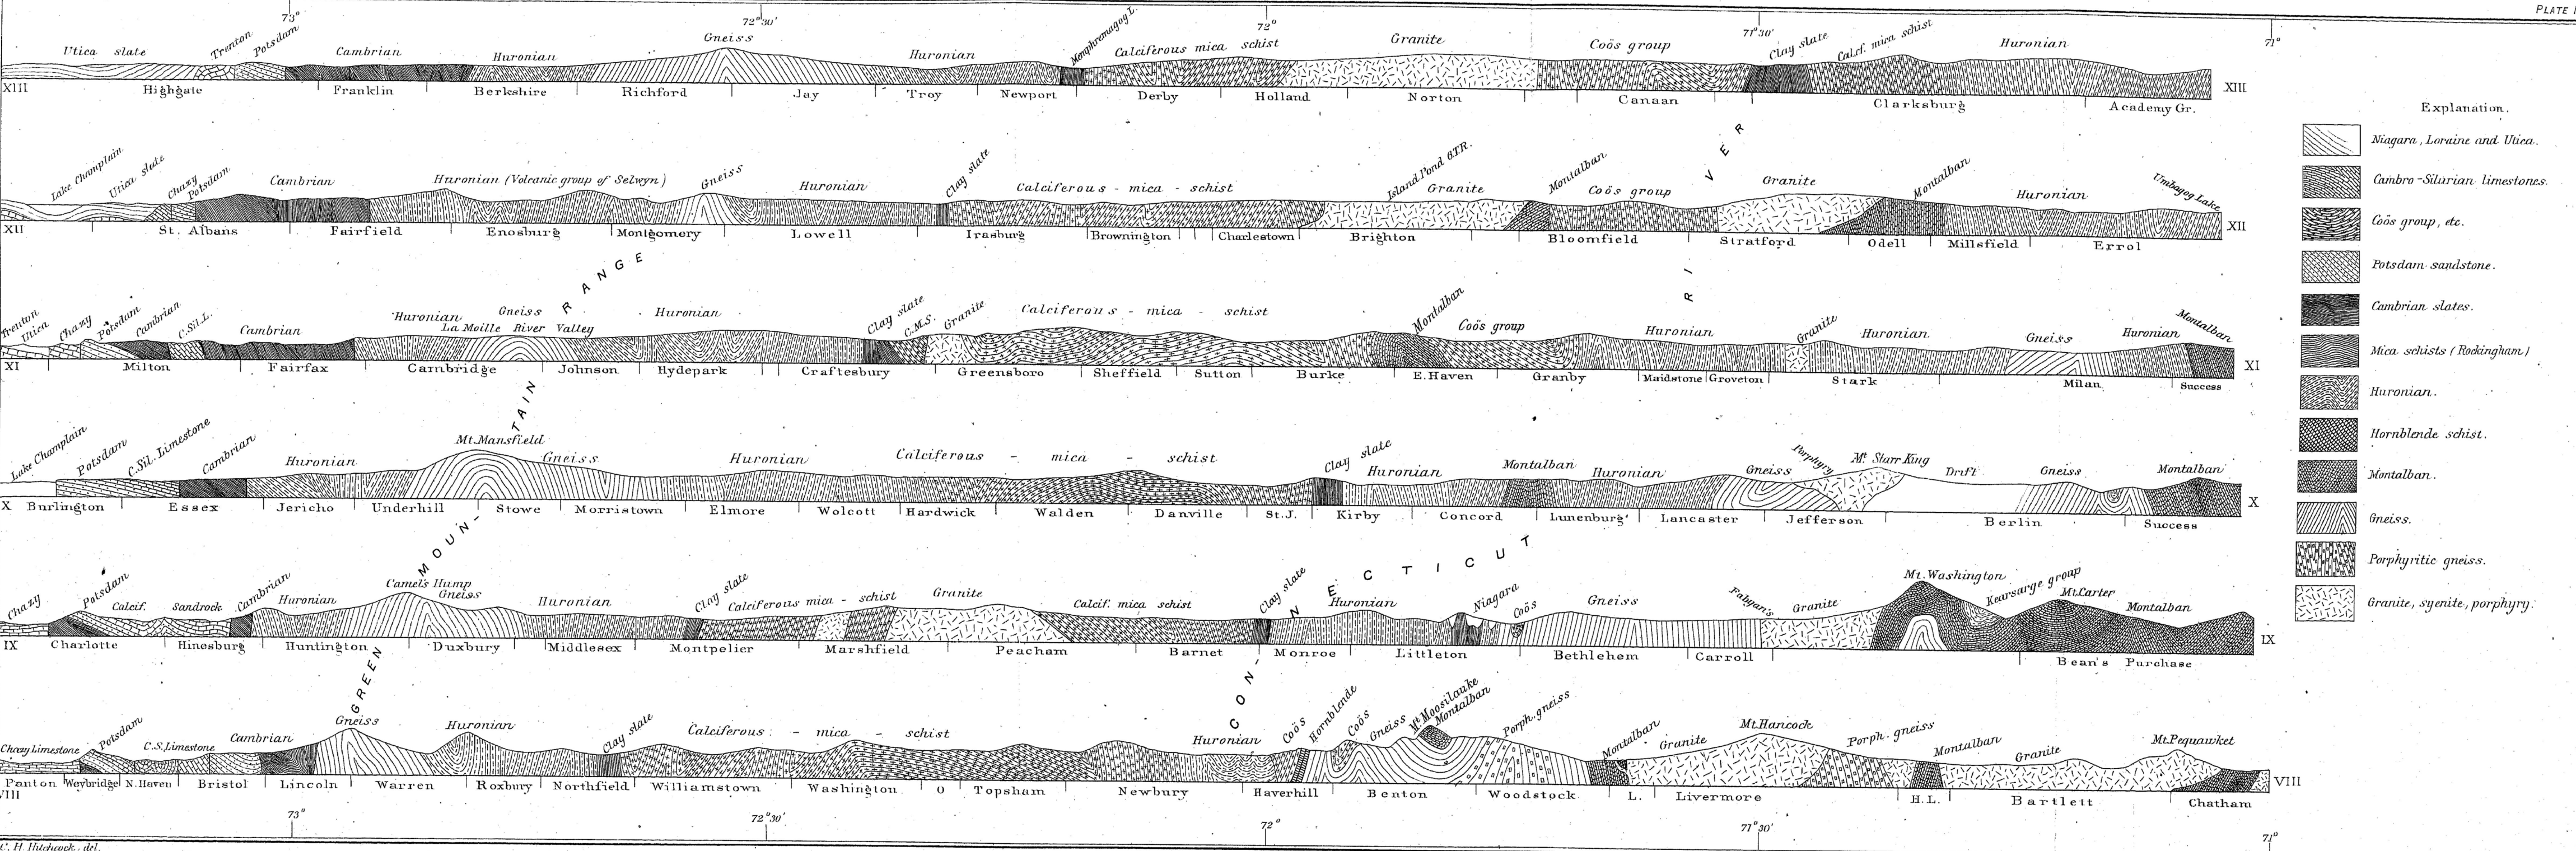 PLATE
73° 72°30' 72° 71°30' 71°
Utica slate Trenton Potsdam Cambrian Huronian Gneiss Huronian Memphremagog L. Calciferous mica schist Granite Coös group Clay slate Calcf. mica schist Huronian
XIII Highgate Franklin Berkshire Richford Jay Troy Newport Derby Holland Norton Canaan Clarksburg Academy Gr. XIII
Lake Champlain Utica slate Chazy Potsdam Cambrian Huronian (Volcanic group of Selwyn) Gneiss Huronian Clay slate Calciferous - mica - schist Island Pond G.T.R. Granite Montalban Coös group Granite Montalban Huronian Umbagog Lake
XII St. Albans Fairfield Enosburg Montgomery Lowell Irasburg Brownington Charlestown Brighton Bloomfield Stratford Odell Millsfield Errol XII
Trenton Utica Chazy Potsdam Cambrian C.Sil.L. Cambrian Huronian Gneiss Huronian Clay slate C.M.S. Granite Calciferous - mica - schist Montalban Coös group Huronian Granite Huronian Gneiss Huronian Montalban
La Moille River Valley
XI Milton Fairfax Cambridge Johnson Hydepark Craftesbury Greensboro Sheffield Sutton Burke E.Haven Granby Maidstone Groveton Stark Milan Success XI
Lake Champlain Potsdam C.Sil. Limestone Cambrian Huronian Mt.Mansfield Gneiss Huronian Calciferous - mica - schist Clay slate Huronian Montalban Huronian Gneiss Porphyry Mt. Starr King Drift Gneiss Montalban
X Burlington Essex Jericho Underhill Stowe Morristown Elmore Wolcott Hardwick Walden Danville St.J. Kirby Concord Lunenburg Lancaster Jefferson Berlin Success X
Chazy Potsdam Calcif. Sandrock Cambrian Huronian Camel's Hump Gneiss Huronian Clay slate Calciferous mica - schist Granite Calcif. mica schist Clay slate Huronian Niagara Coös Gneiss Fabyan's Granite Mt.Washington Kearsarge group Mt.Carter Montalban
IX Charlotte Hinesburg Huntington Duxbury Middlesex Montpelier Marshfield Peacham Barnet Monroe Littleton Bethlehem Carroll Bean's Purchase IX
Chazy Limestone Potsdam C.S.Limestone Cambrian Gneiss Huronian Clay slate Calciferous - mica - schist Huronian Coös Hornblende Coös Gneiss Mt Moosilauke Montalban Porph. gneiss Montalban Granite Mt.Hancock Porph. gneiss Montalban Granite Mt.Pequawket
Panton Weybridge N.Haven Bristol Lincoln Warren Roxbury Northfield Williamstown Washington O Topsham Newbury Haverhill Benton Woodstock L. Livermore H.L. Bartlett Chatham VIII
VIII
73° 72°30' 72° 71°30' 71°
GREEN MOUN-TAIN RANGE
CON-NECTICUT RIVER
Explanation.
Niagara, Loraine and Utica.
Cambro-Silurian limestones.
Coös group, etc.
Potsdam sandstone.
Cambrian slates.
Mica schists (Rockingham)
Huronian.
Hornblende schist.
Montalban.
Gneiss.
Porphyritic gneiss.
Granite, syenite, porphyry.
C. H. Hitchcock, del.